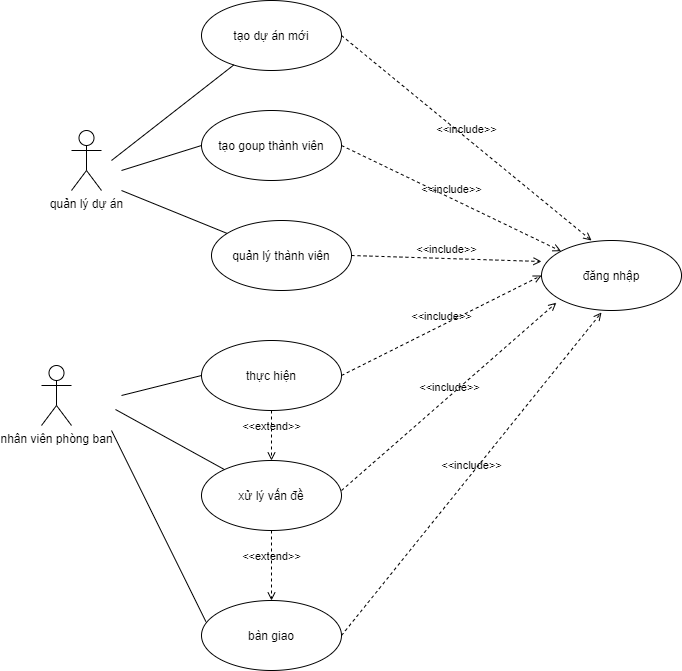 tạo dự án mới
<<include>>
tạo goup thành viên
<<include>>
quản lý dự án
quản lý thành viên
<<include>>
đăng nhập
<<include>>
thực hiện
<<include>>
nhân viên phòng ban
<<extend>>
<<include>>
xử lý vấn đề
<<extend>>
bàn giao